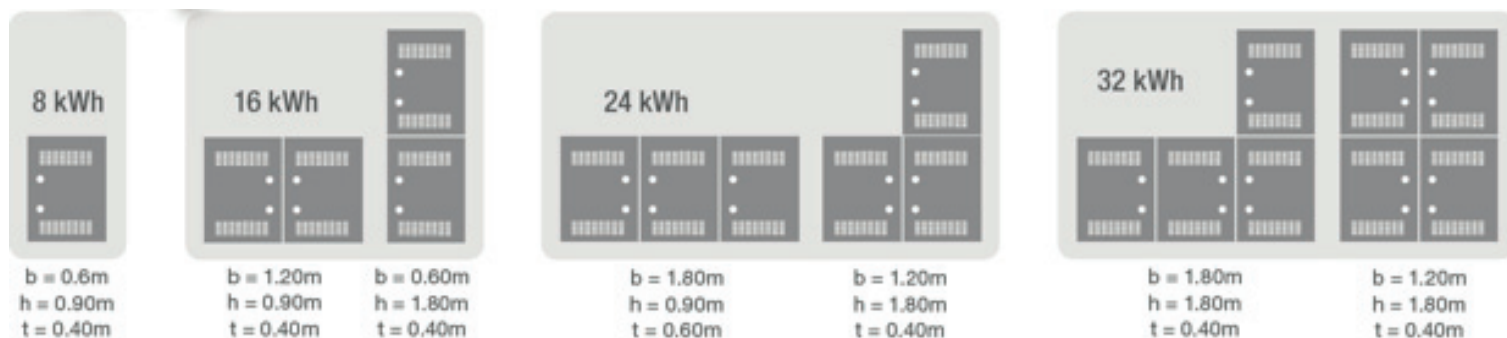 8 kWh
b = 0.6m
h = 0.90m
t = 0.40m
16 kWh
b = 1.20m
h = 0.90m
t = 0.40m
b = 0.60m
h = 1.80m
t = 0.40m
24 kWh
b = 1.80m
h = 0.90m
t = 0.60m
b = 1.20m
h = 1.80m
t = 0.40m
32 kWh
b = 1.80m
h = 1.80m
t = 0.40m
b = 1.20m
h = 1.80m
t = 0.40m